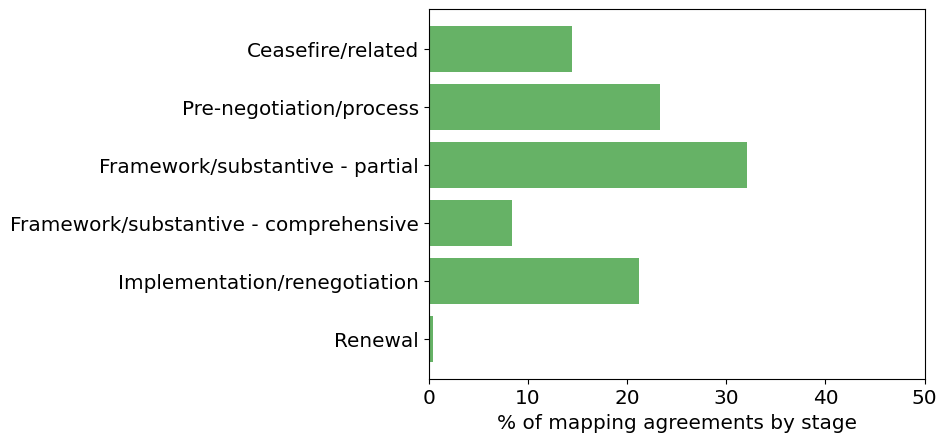 Ceasefire/related
Pre-negotiation/process
Framework/substantive - partial
Framework/substantive - comprehensive
Implementation/renegotiation
Renewal
0 10 20 30 40 50
% of mapping agreements by stage